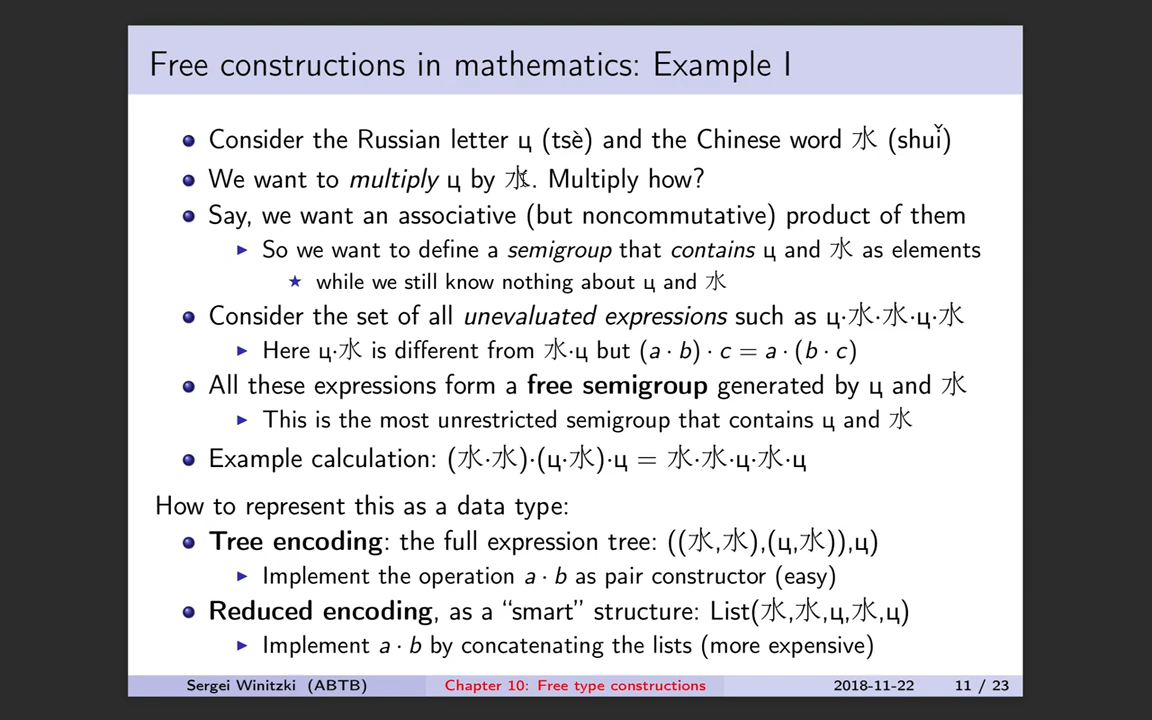 Free constructions in mathematics: Example I
Consider the Russian letter ц (tsè) and the Chinese word 水 (shuǐ)
We want to multiply ц by 水. Multiply how?
Say, we want an associative (but noncommutative) product of them
So we want to define a semigroup that contains ц and 水 as elements
while we still know nothing about ц and 水
Consider the set of all unevaluated expressions such as ц·水·水·ц·水
Here ц·水 is different from 水·ц but (a · b) · c = a · (b · c)
All these expressions form a free semigroup generated by ц and 水
This is the most unrestricted semigroup that contains ц and 水
Example calculation: (水·水)·(ц·水)·ц = 水·水·ц·水·ц
How to represent this as a data type:
Tree encoding: the full expression tree: ((水,水),(ц,水)),ц)
Implement the operation a · b as pair constructor (easy)
Reduced encoding, as a “smart” structure: List(水,水,ц,水,ц)
Implement a · b by concatenating the lists (more expensive)
Sergei Winitzki (ABTB) Chapter 10: Free type constructions 2018-11-22 11 / 23